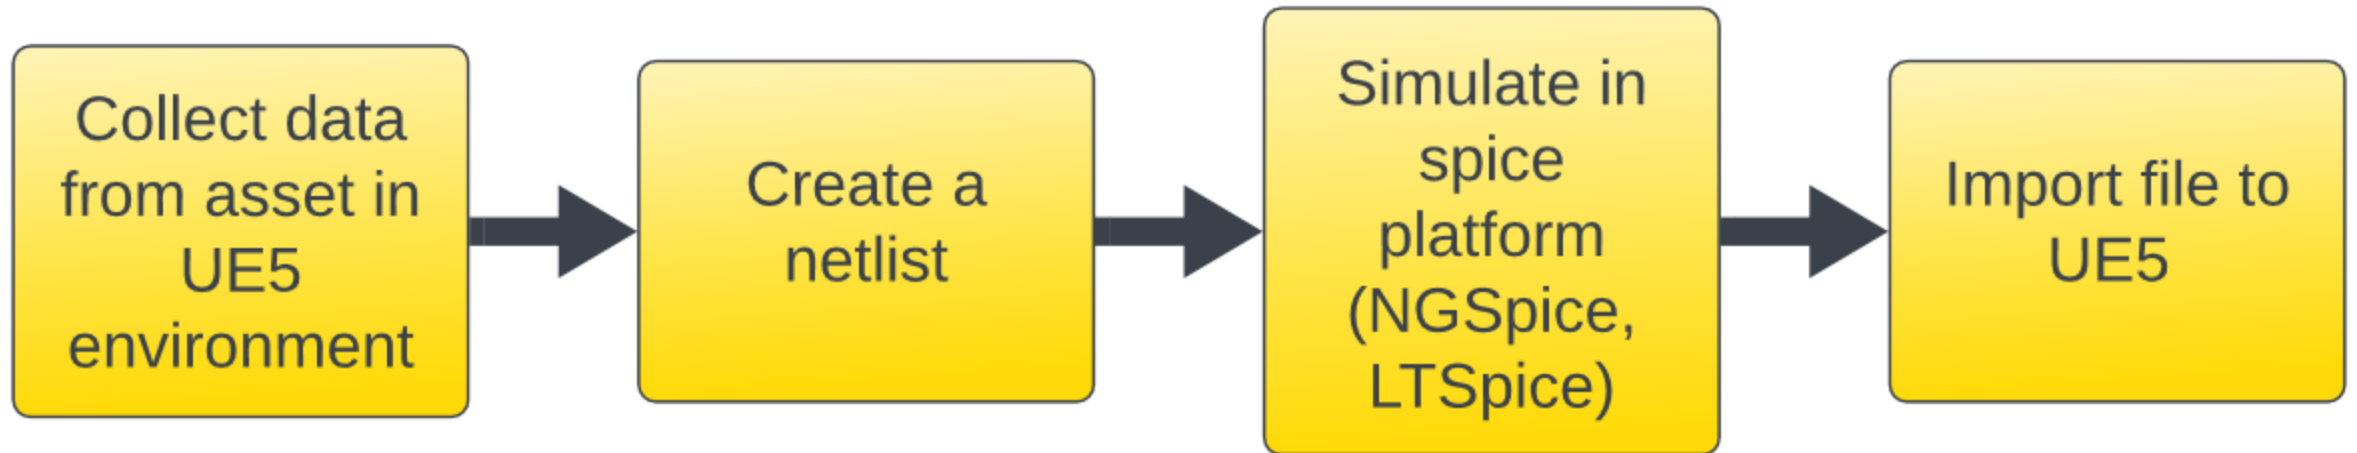 Collect data
from asset in
UE5
environment
Create a
netlist
Simulate in
spice
platform
(NGSpice,
LTSpice)
Import file to
UE5